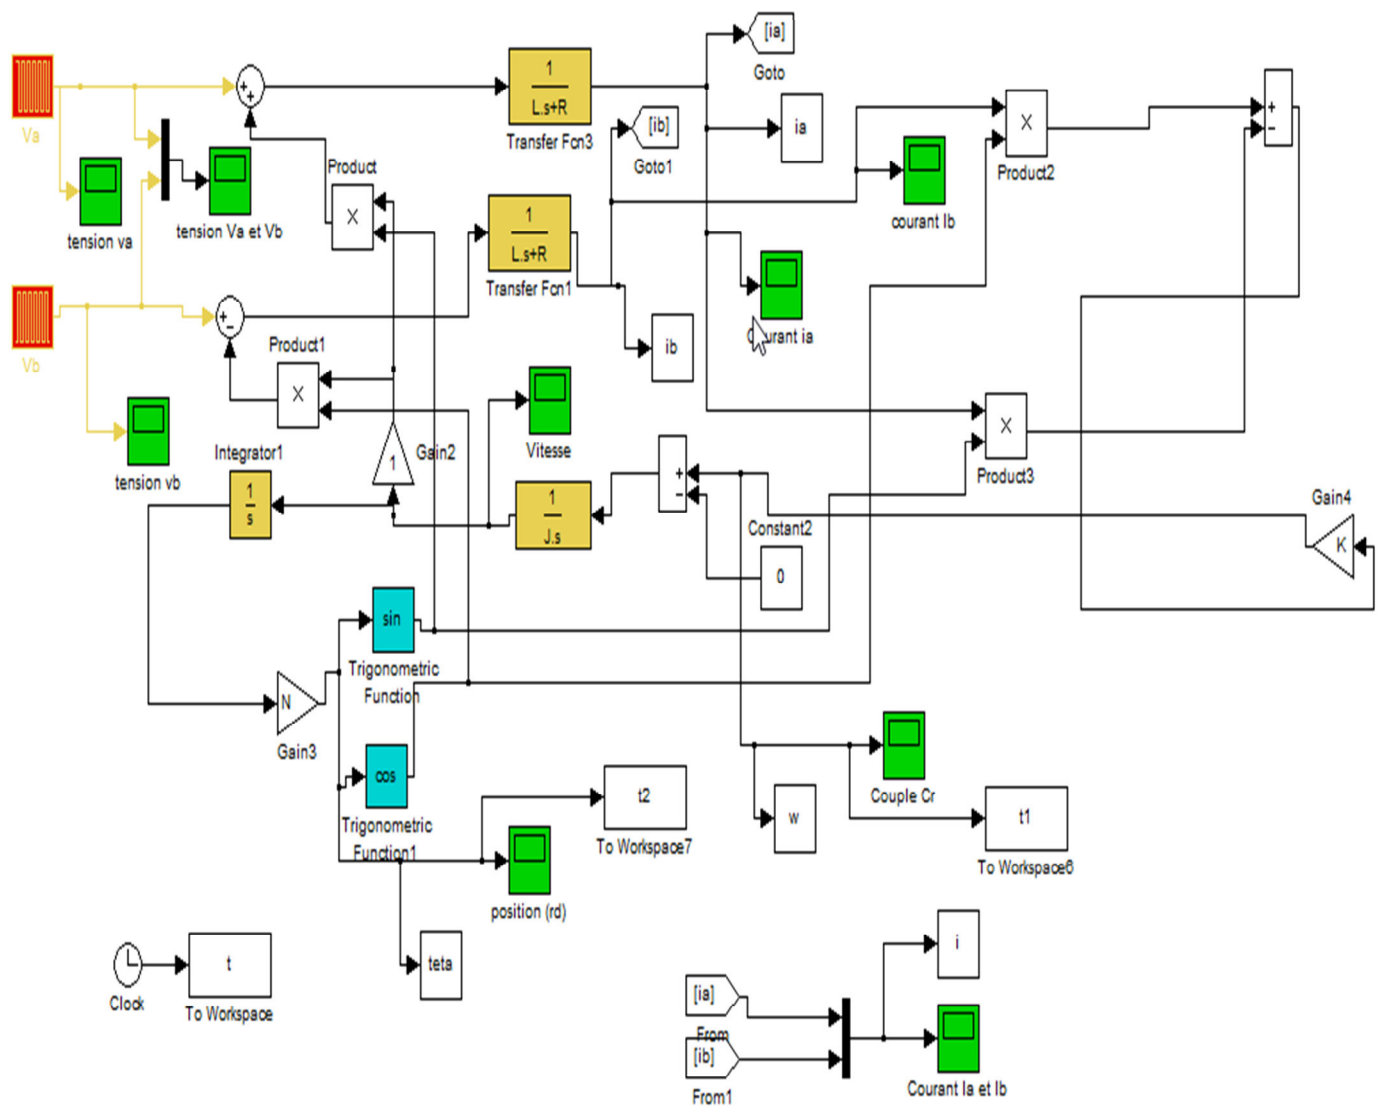 [ia]
Goto
Va
+
+
1
L.s+R
Transfer Fcn3
[ib]
Goto1
ia
X
Product2
+
−
tension va
tension Va et Vb
Product
X
courant Ib
1
L.s+R
Transfer Fcn1
Vb
+
−
Product1
X
ib
Courant ia
tension vb
Integrator1
1
s
1
Gain2
Vitesse
1
J.s
+
−
X
Product3
Constant2
0
Gain4
K
sin
Trigonometric
Function
N
Gain3
cos
Trigonometric
Function1
t2
To Workspace7
Couple Cr
w
t1
To Workspace6
position (rd)
teta
Clock
t
To Workspace
i
[ia]
From
[ib]
From1
Courant Ia et Ib